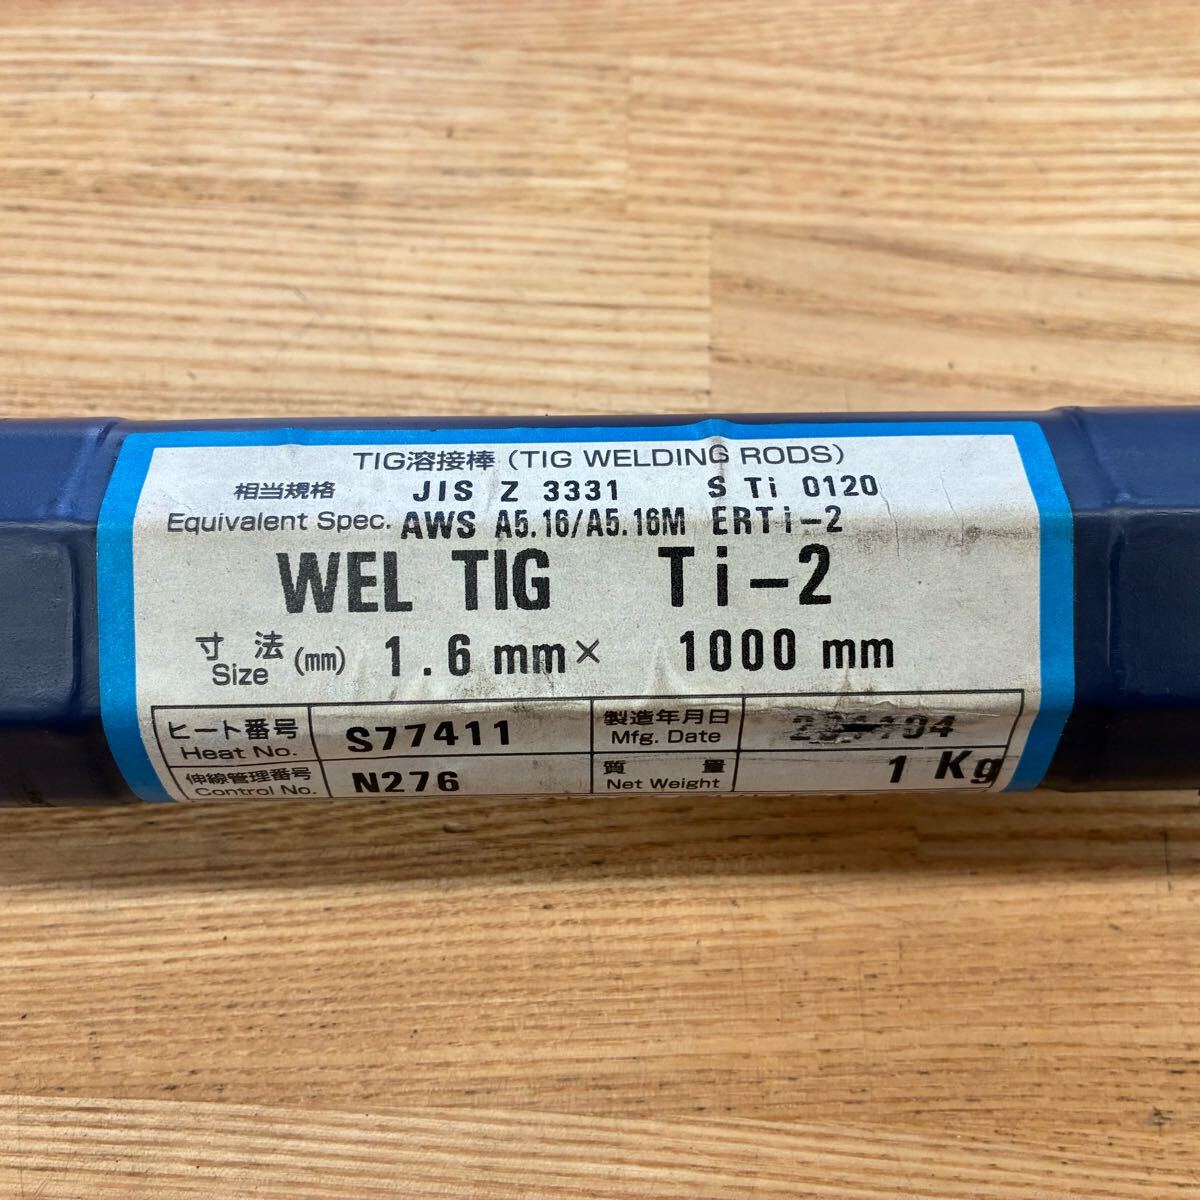 TIG溶接棒 (TIG WELDING RODS)
相当規格 JIS Z 3331 S Ti 0120
Equivalent Spec. AWS A5.16/A5.16M ERTi-2
WEL TIG Ti-2
寸法 Size (mm) 1.6 mm× 1000 mm
ヒート番号 S77411 製造年月日
Heat No. Mfg. Date
伸線管理番号 N276 質量 1 Kg
Control No. Net Weight